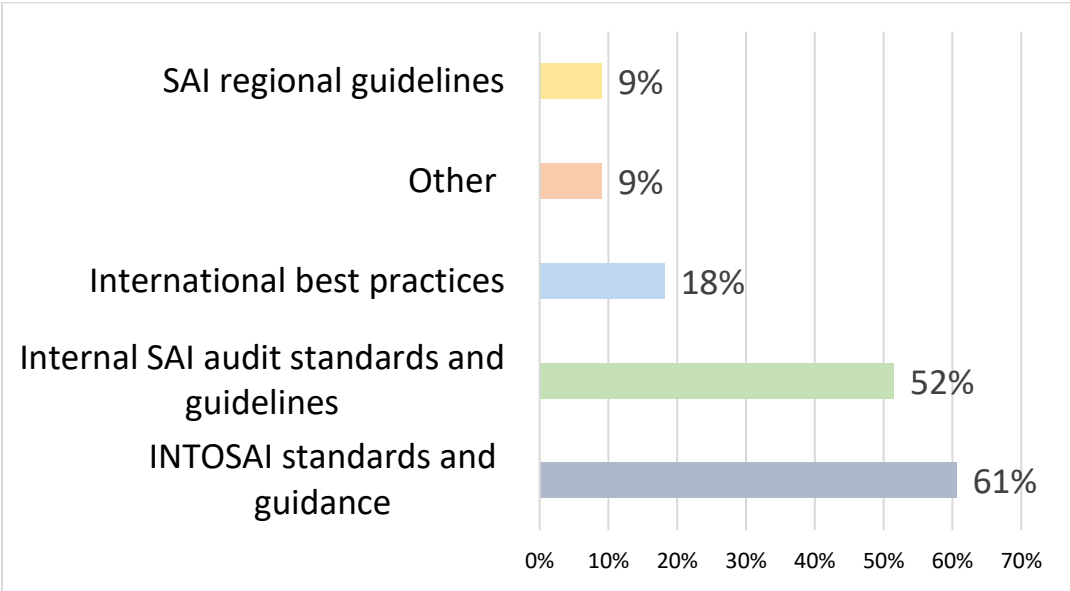 SAI regional guidelines
9%
Other
9%
International best practices
18%
Internal SAI audit standards and
guidelines
52%
INTOSAI standards and
guidance
61%
0% 10% 20% 30% 40% 50% 60% 70%